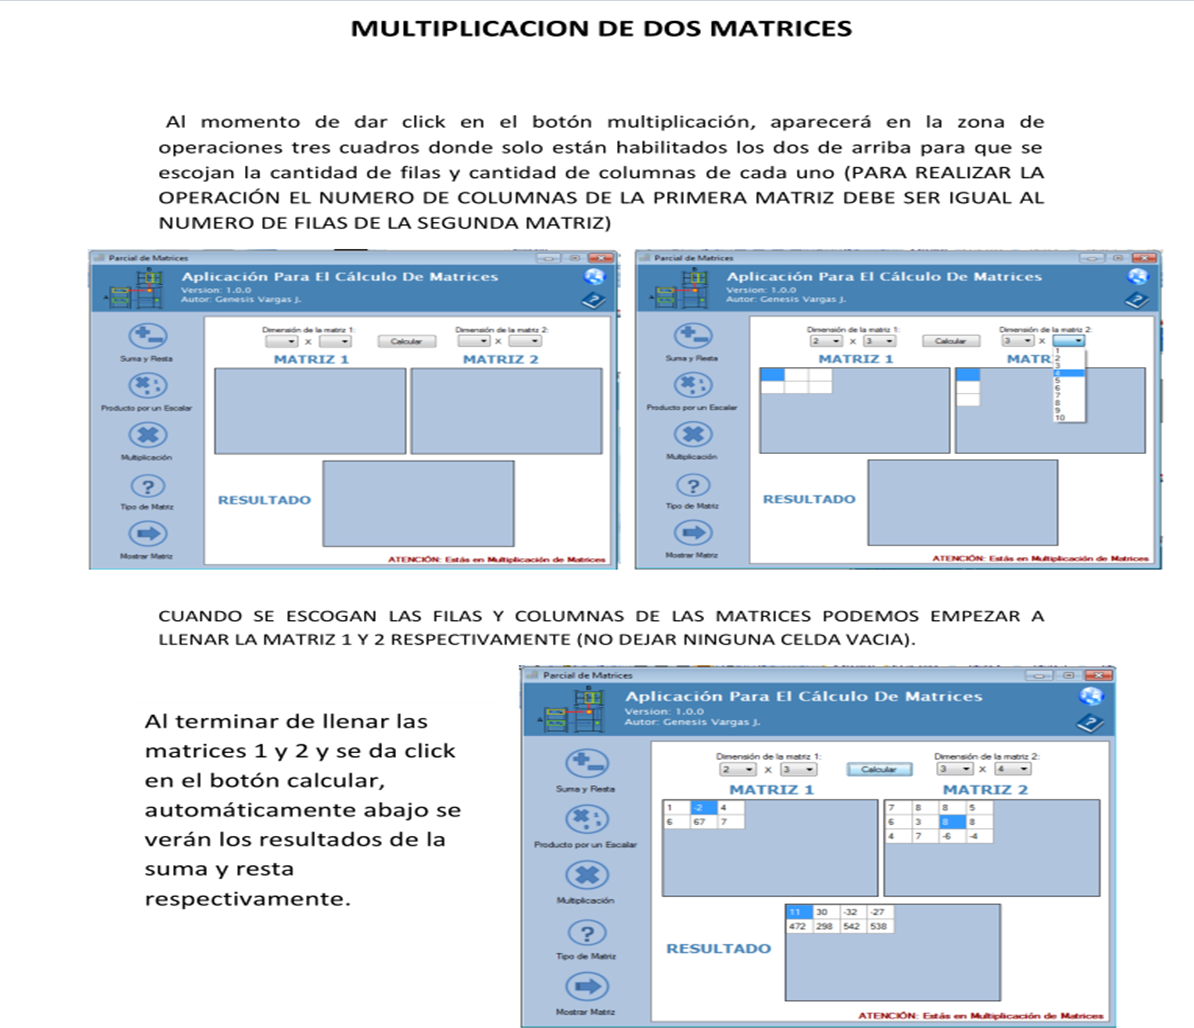 MULTIPLICACION DE DOS MATRICES
Al momento de dar click en el botón multiplicación, aparecerá en la zona de
operaciones tres cuadros donde solo están habilitados los dos de arriba para que se
escojan la cantidad de filas y cantidad de columnas de cada uno (PARA REALIZAR LA
OPERACIÓN EL NUMERO DE COLUMNAS DE LA PRIMERA MATRIZ DEBE SER IGUAL AL
NUMERO DE FILAS DE LA SEGUNDA MATRIZ)
Parcial de Matrices
Aplicación Para El Cálculo De Matrices
Version: 1.0.0
Autor: Genesis Vargas J.
Suma y Resta
Producto por un Escalar
Multiplicación
Tipo de Matriz
Mostrar Matriz
Dimensión de la matriz 1:
X
Calcular
Dimensión de la matriz 2:
X
MATRIZ 1
MATRIZ 2
RESULTADO
ATENCIÓN: Estás en Multiplicación de Matrices
Parcial de Matrices
Aplicación Para El Cálculo De Matrices
Version: 1.0.0
Autor: Genesis Vargas J.
Suma y Resta
Producto por un Escalar
Multiplicación
Tipo de Matriz
Mostrar Matriz
Dimensión de la matriz 1:
2 X 3
Calcular
Dimensión de la matriz 2:
3 X
MATRIZ 1
MATR
1
2
3
4
5
6
7
8
9
10
RESULTADO
ATENCIÓN: Estás en Multiplicación de Matrices
CUANDO SE ESCOGAN LAS FILAS Y COLUMNAS DE LAS MATRICES PODEMOS EMPEZAR A
LLENAR LA MATRIZ 1 Y 2 RESPECTIVAMENTE (NO DEJAR NINGUNA CELDA VACIA).
Al terminar de llenar las
matrices 1 y 2 y se da click
en el botón calcular,
automáticamente abajo se
verán los resultados de la
suma y resta
respectivamente.
Parcial de Matrices
Aplicación Para El Cálculo De Matrices
Version: 1.0.0
Autor: Genesis Vargas J.
Suma y Resta
Producto por un Escalar
Multiplicación
Tipo de Matriz
Mostrar Matriz
Dimensión de la matriz 1:
2 X 3
Calcular
Dimensión de la matriz 2:
3 X 4
MATRIZ 1
MATRIZ 2
1 -2 4
6 67 7
7 8 8 5
6 3 8 8
4 7 -6 -4
RESULTADO
11 30 -32 -27
472 298 542 538
ATENCIÓN: Estás en Multiplicación de Matrices